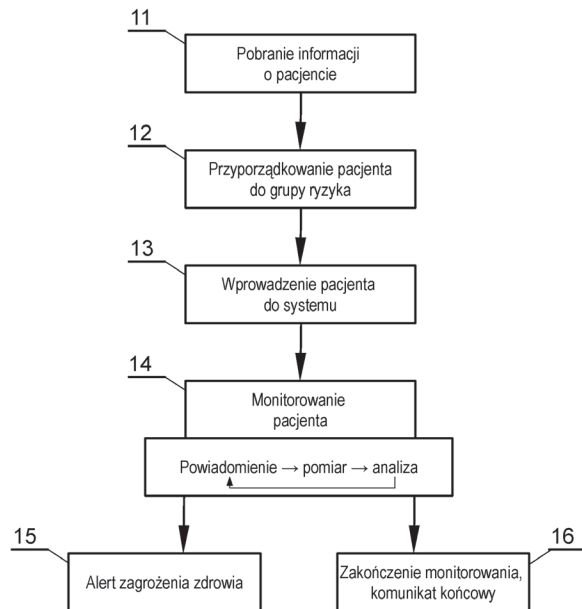 11
Pobranie informacji
o pacjencie
12
Przyporządkowanie pacjenta
do grupy ryzyka
13
Wprowadzenie pacjenta
do systemu
14
Monitorowanie
pacjenta
Powiadomienie → pomiar → analiza
15
Alert zagrożenia zdrowia
16
Zakończenie monitorowania,
komunikat końcowy